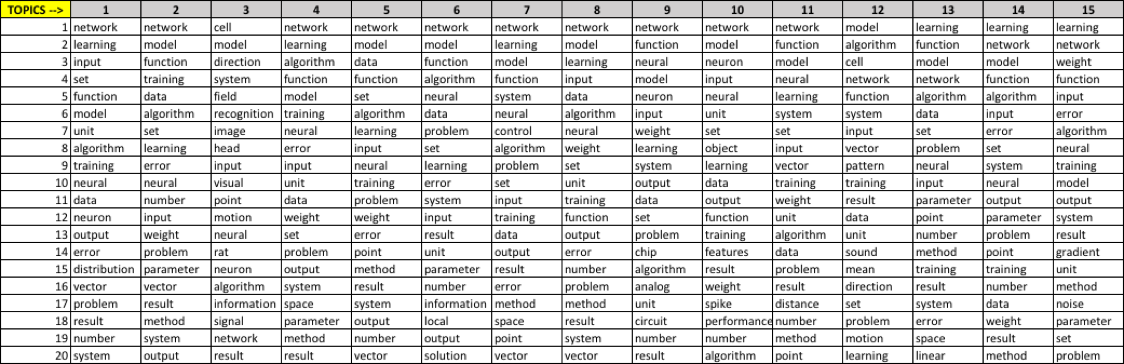 TOPICS --> 1 2 3 4 5 6 7 8 9 10 11 12 13 14 15
1 network network cell network network network network network network network network model learning learning learning
2 learning model model learning model model learning model function model function algorithm function network network
3 input function direction algorithm data function model learning neural neuron model cell model model weight
4 set training system function function algorithm function input model input neural network network function function
5 function data field model set neural system data neuron neural learning function algorithm algorithm input
6 model algorithm recognition training algorithm data neural algorithm input unit system system data input error
7 unit set image neural learning problem control neural weight set set input set error algorithm
8 algorithm learning head error input set algorithm weight learning object input vector problem set neural
9 training error input input neural learning problem set system learning vector pattern neural system training
10 neural neural visual unit training error set unit output data training training input neural model
11 data number point data problem system input training data output weight result parameter output output
12 neuron input motion weight weight input training function set function unit data point parameter system
13 output weight neural set error result data output problem training algorithm unit number problem result
14 error problem rat problem point unit output error chip features data sound method point gradient
15 distribution parameter neuron output method parameter result number algorithm result problem mean training training unit
16 vector vector algorithm system result number error problem analog weight result direction result number method
17 problem result information space system information method method unit spike distance set system data noise
18 result method signal parameter output local space result circuit performance number problem error weight parameter
19 number system network method number output point system number number method motion space result set
20 system output result result vector solution vector vector result algorithm point learning linear method problem